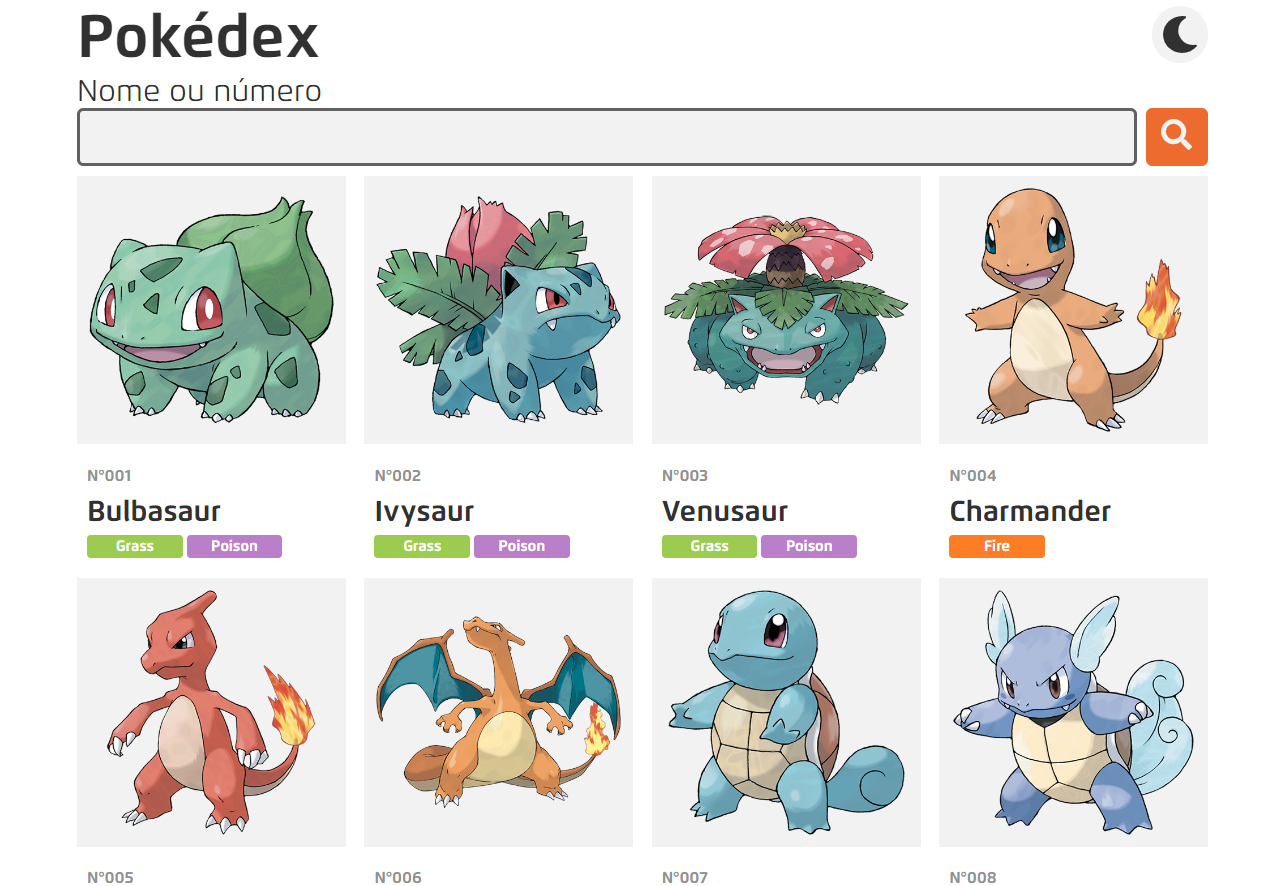 Pokédex
Nome ou número
N°001
N°002
N°003
N°004
Bulbasaur
Ivysaur
Venusaur
Charmander
Grass Poison
Grass Poison
Grass Poison
Fire
N°005
N°006
N°007
N°008